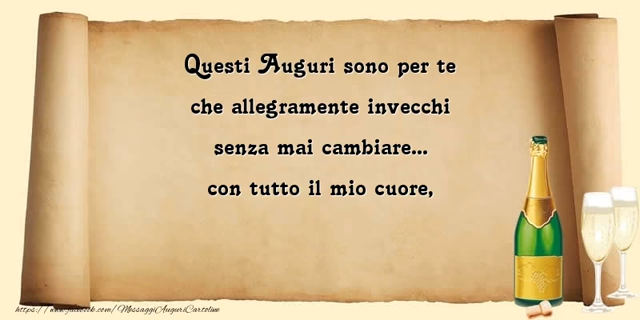 Questi Auguri sono per te
che allegramente invecchi
senza mai cambiare...
con tutto il mio cuore,
https://www.facebook.com/MessaggiAuguriCartoline